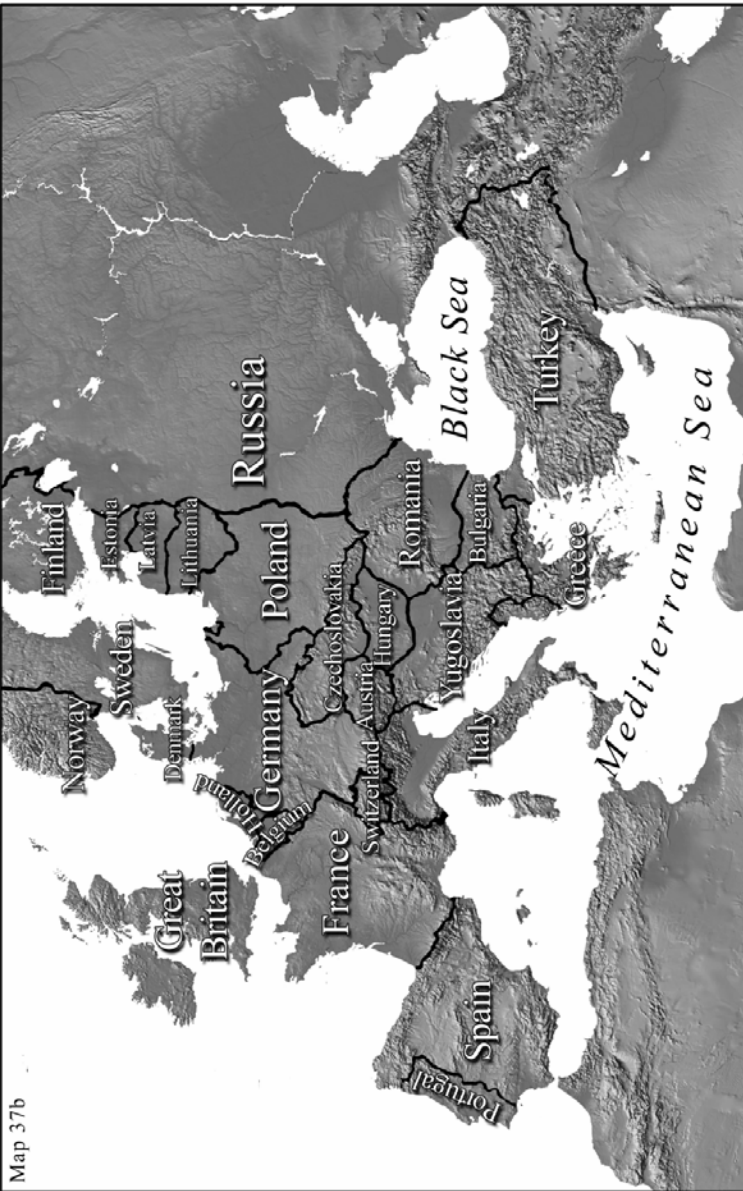 Map 37b
Norway
Sweden
Finland
Estonia
Latvia
Lithuania
Denmark
Great
Britain
Holland
Belgium
Germany
Poland
Russia
France
Switzerland
Austria
Czechoslovakia
Hungary
Romania
Yugoslavia
Bulgaria
Black Sea
Portugal
Spain
Italy
Greece
Turkey
Mediterranean Sea